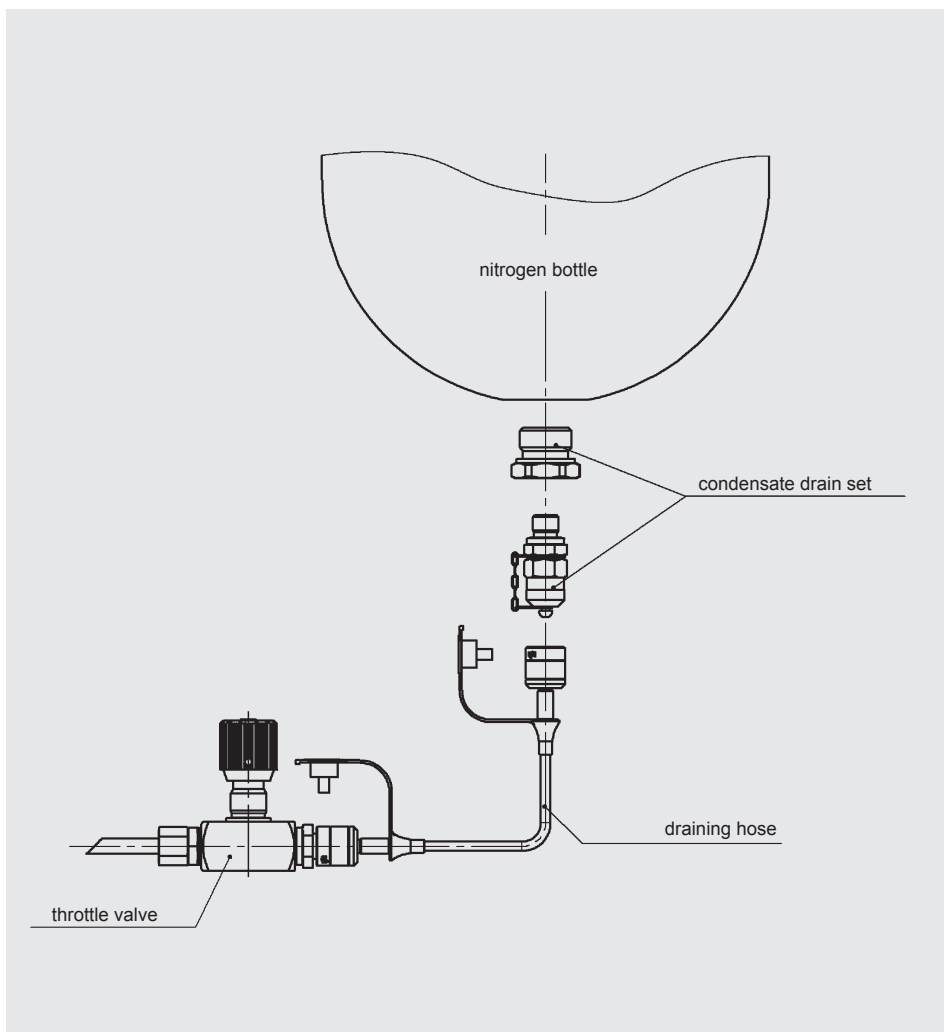 nitrogen bottle
condensate drain set
draining hose
throttle valve